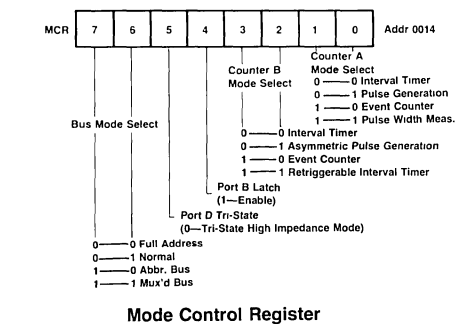 MCR 7 6 5 4 3 2 1 0 Addr 0014
Counter A
Mode Select
0 0 Interval Timer
0 1 Pulse Generation
1 0 Event Counter
1 1 Pulse Width Meas.
Counter B
Mode Select
0 0 Interval Timer
0 1 Asymmetric Pulse Generation
1 0 Event Counter
1 1 Retriggerable Interval Timer
Port B Latch
(1—Enable)
Port D Tri-State
(0—Tri-State High Impedance Mode)
Bus Mode Select
0 0 Full Address
0 1 Normal
1 0 Abbr. Bus
1 1 Mux'd Bus
Mode Control Register